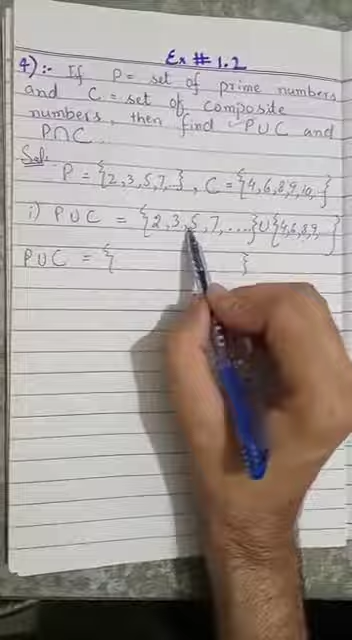 Ex # 1.2
4):- If P = set of prime numbers
and C = set of composite
numbers, then find P∪C and
P∩C.
Sol:
P = {2,3,5,7,..}, C = {4,6,8,9,10,}
i) P∪C = {2,3,5,7,....}∪{4,6,8,9,....}
P∪C = { }